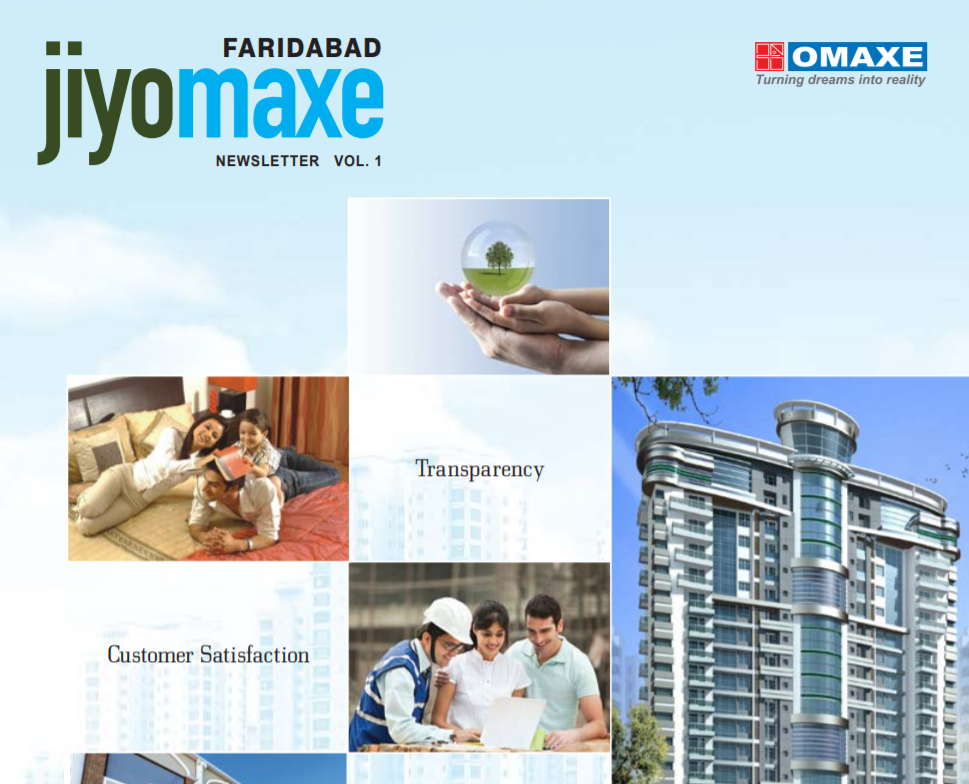 FARIDABAD
jiyomaxe
NEWSLETTER VOL. 1
OMAXE
Turning dreams into reality
Transparency
Customer Satisfaction